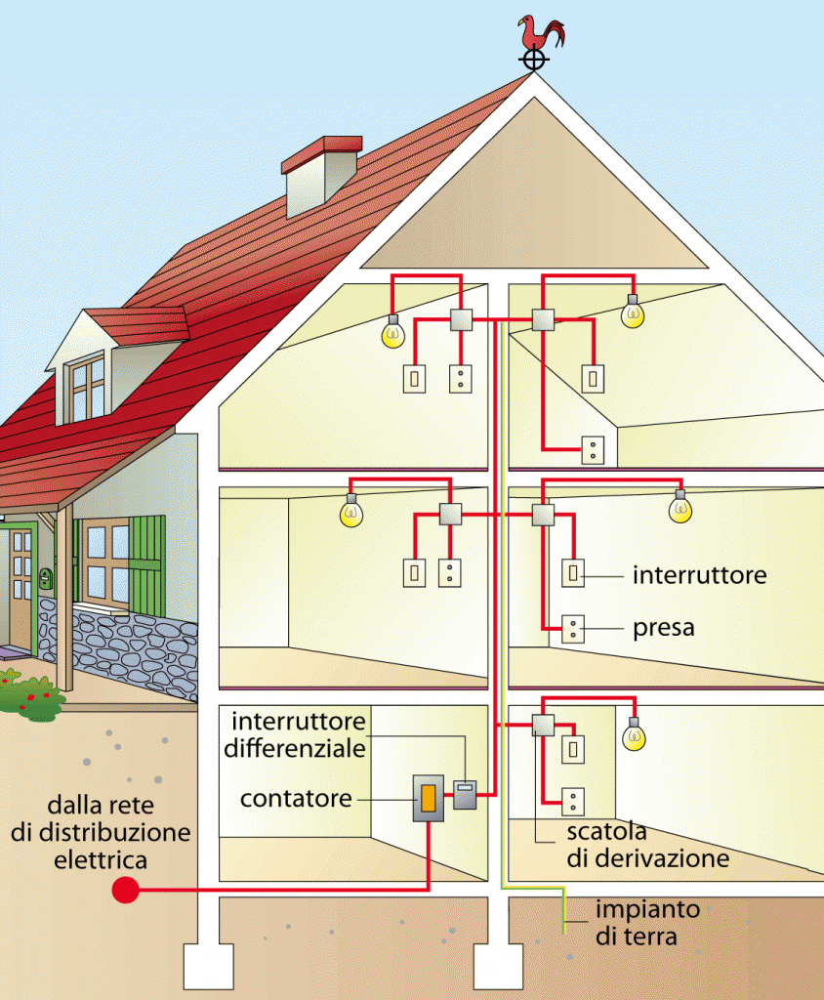 interruttore
presa
interruttore
differenziale
contatore
dalla rete
di distribuzione
elettrica
scatola
di derivazione
impianto
di terra